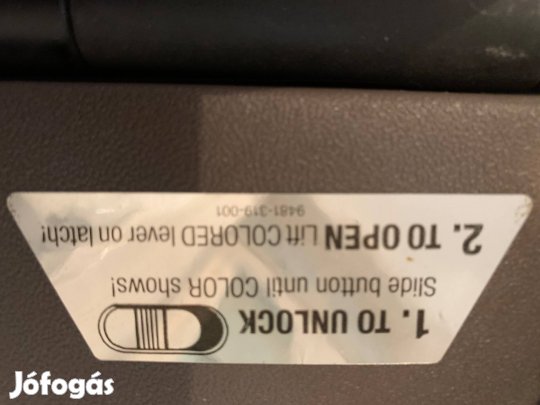 1. TO UNLOCK
Slide button until COLOR shows!
2. TO OPEN Lift COLORED lever on latch!
9481-319-001
Jófogás